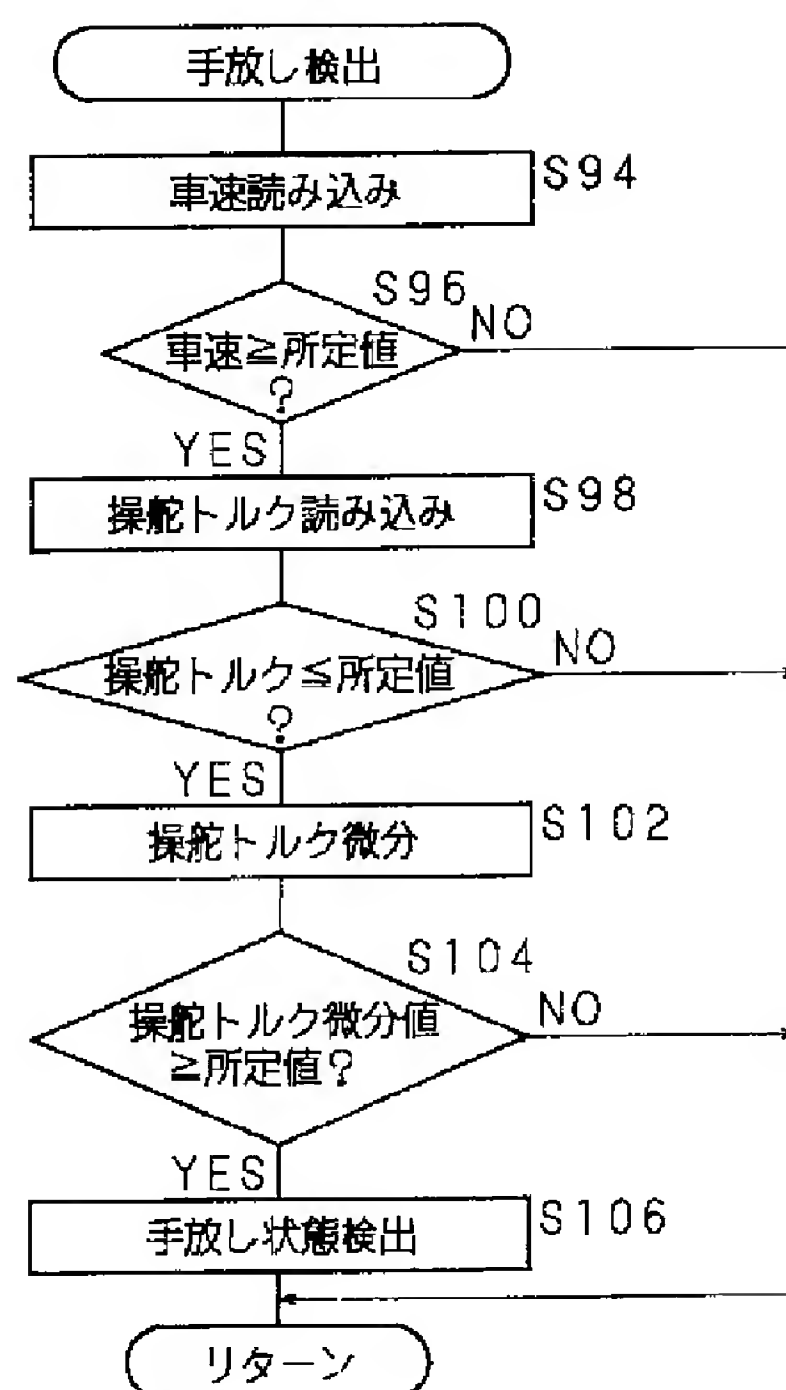 手放し検出
車速読み込み
S94
S96
車速≧所定値
?
NO
YES
操舵トルク読み込み
S98
S100
操舵トルク≦所定値
?
NO
YES
操舵トルク微分
S102
S104
操舵トルク微分値
≧所定値?
NO
YES
手放し状態検出
S106
リターン